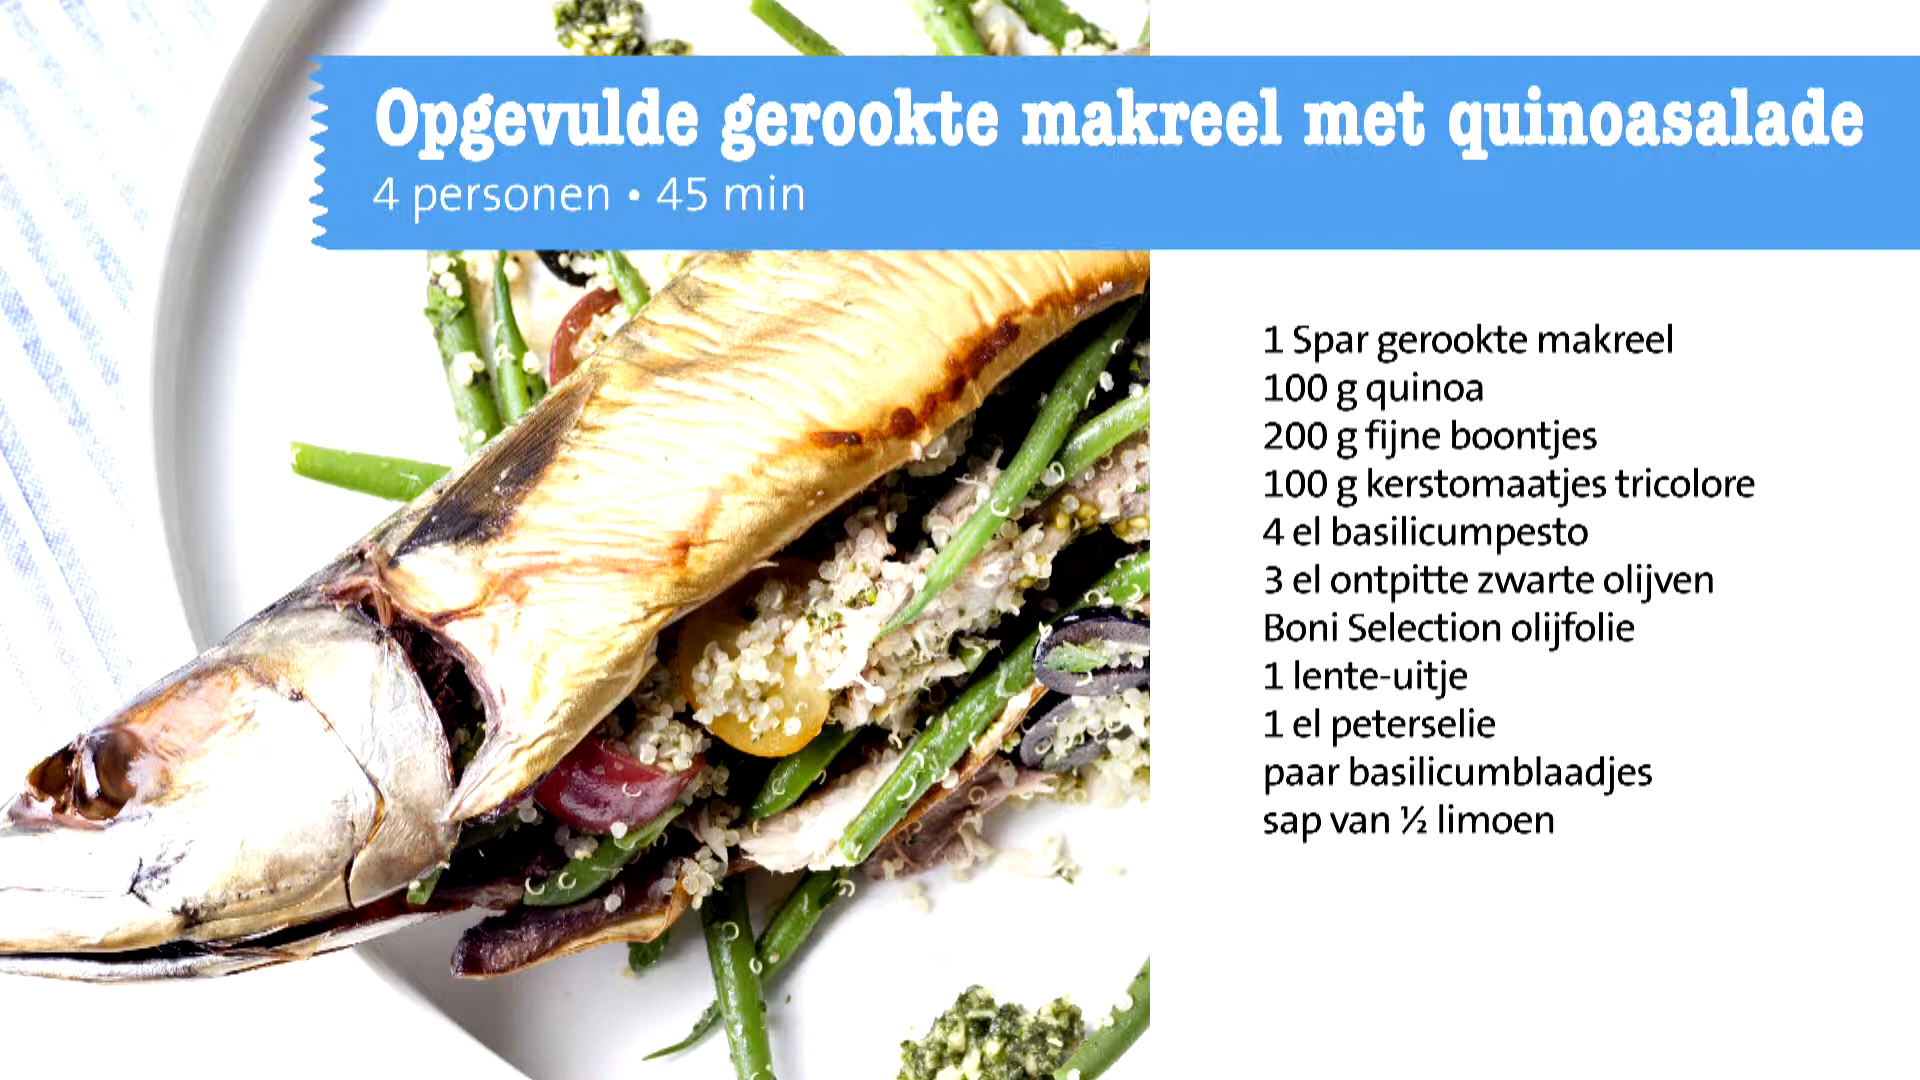 Opgevulde gerookte makreel met quinoasalade
4 personen • 45 min
1 Spar gerookte makreel
100 g quinoa
200 g fijne boontjes
100 g kerstomaatjes tricolore
4 el basilicumpesto
3 el ontpitte zwarte olijven
Boni Selection olijfolie
1 lente-uitje
1 el peterselie
paar basilicumblaadjes
sap van ½ limoen